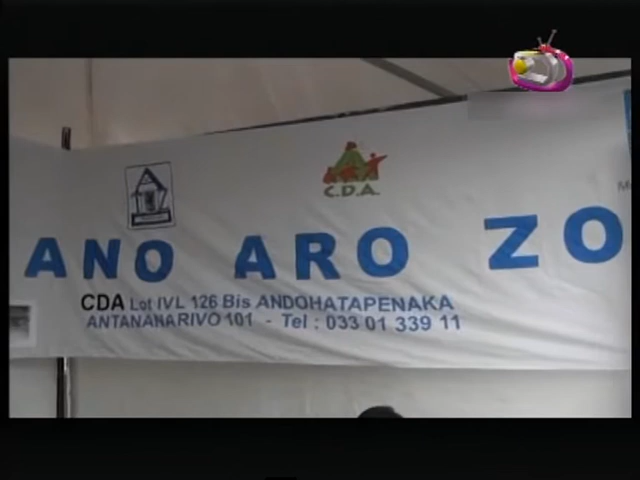 C.D.A.
ANO ARO ZO
CDA Lot IVL 126 Bis ANDOHATAPENAKA
ANTANANARIVO 101 - Tel : 033 01 339 11